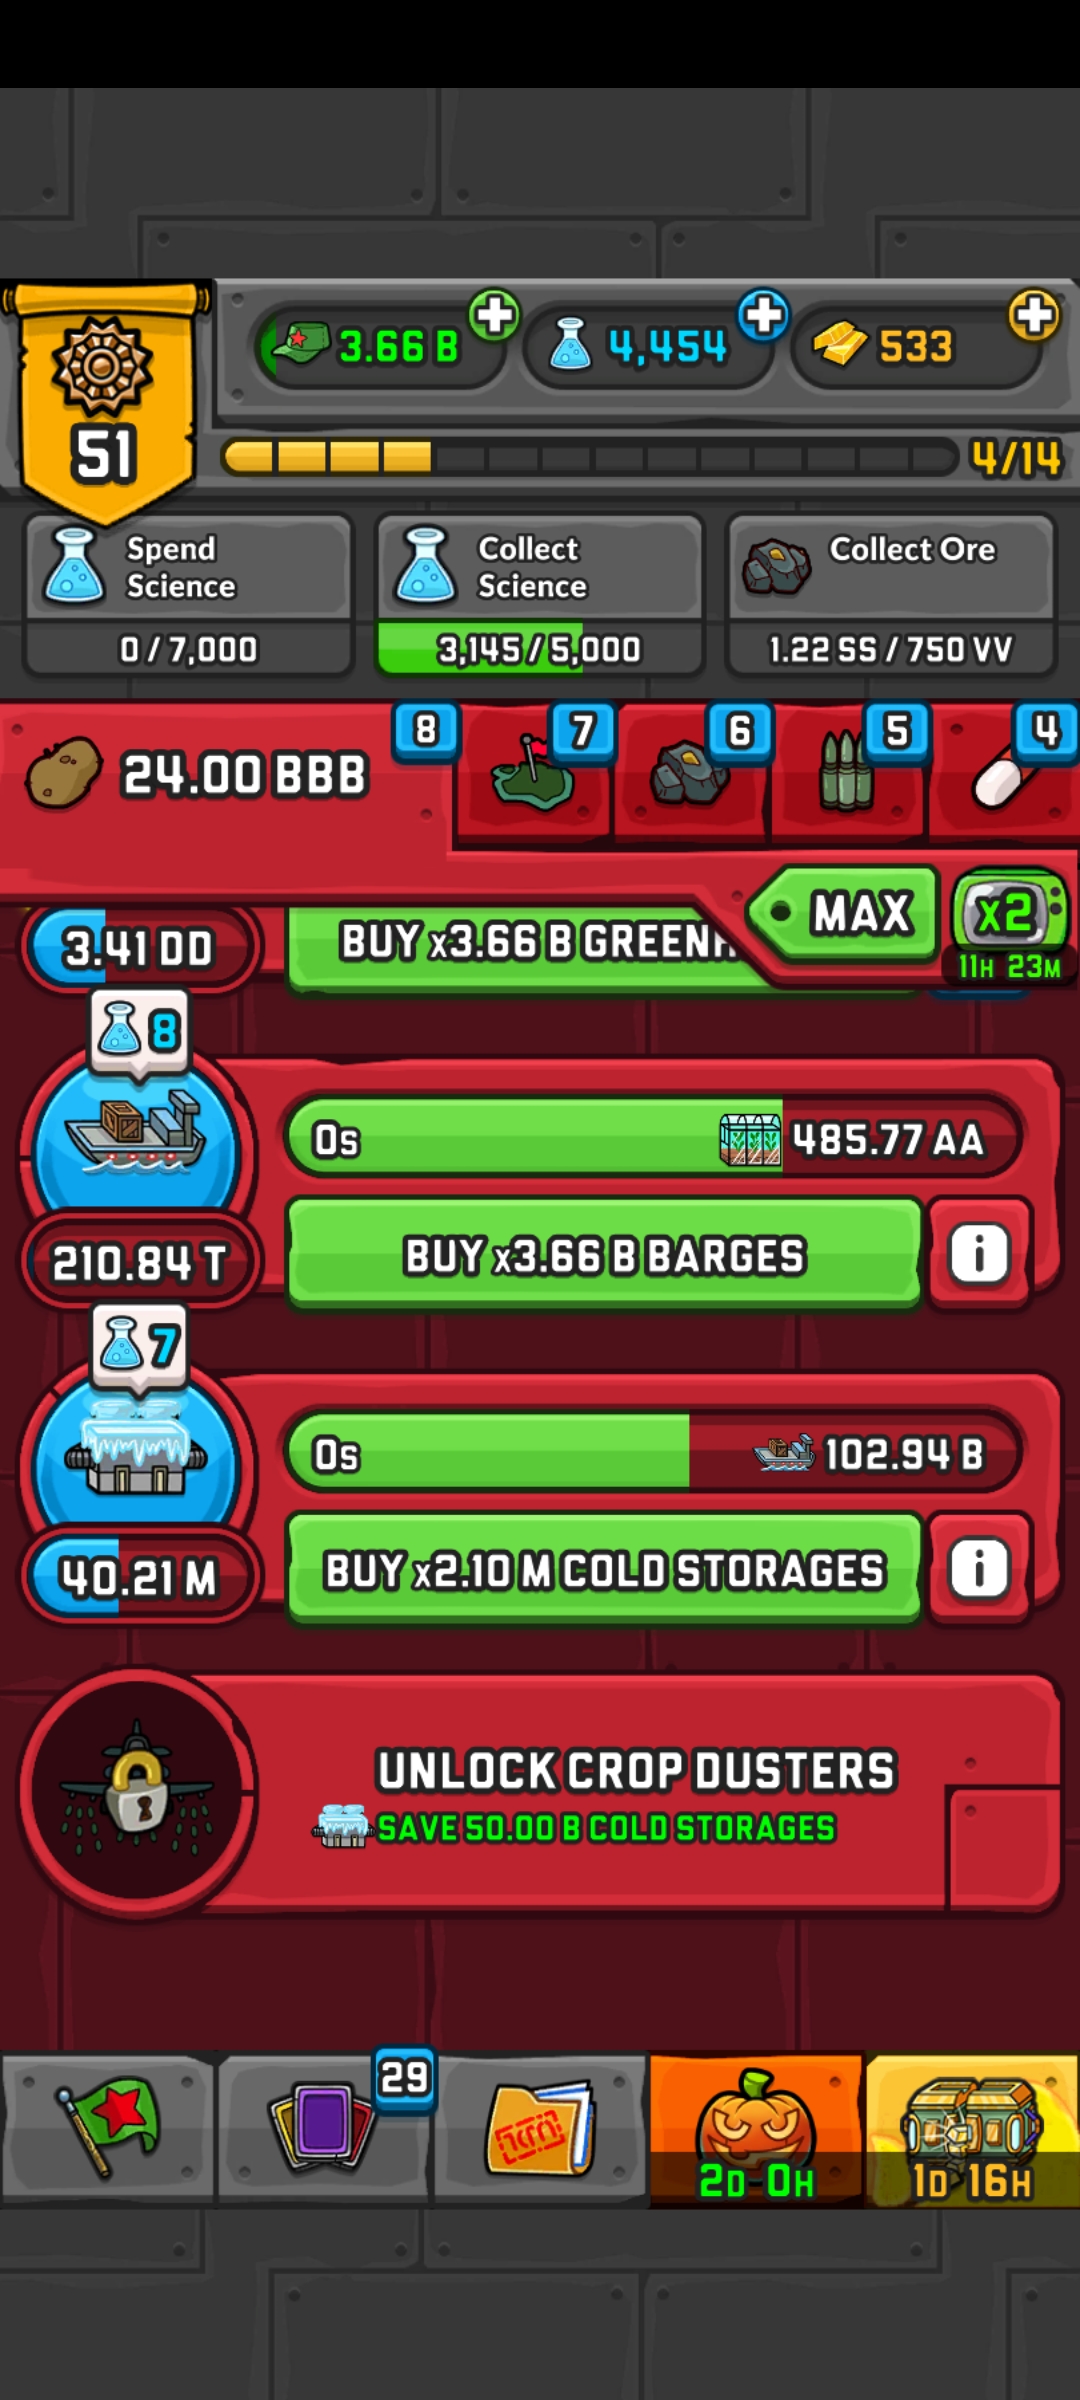 3.66 B
4,454
533
51
4/14
Spend
Science
0 / 7,000
Collect
Science
3,145 / 5,000
Collect Ore
1.22 SS / 750 VV
24.00 BBB
8
7
6
5
4
MAX
x2
11H 23M
3.41 DD
BUY x3.66 B GREENH
8
0s
485.77 AA
210.84 T
BUY x3.66 B BARGES
i
7
0s
102.94 B
40.21 M
BUY x2.10 M COLD STORAGES
i
UNLOCK CROP DUSTERS
SAVE 50.00 B COLD STORAGES
29
2D 0H
1D 16H